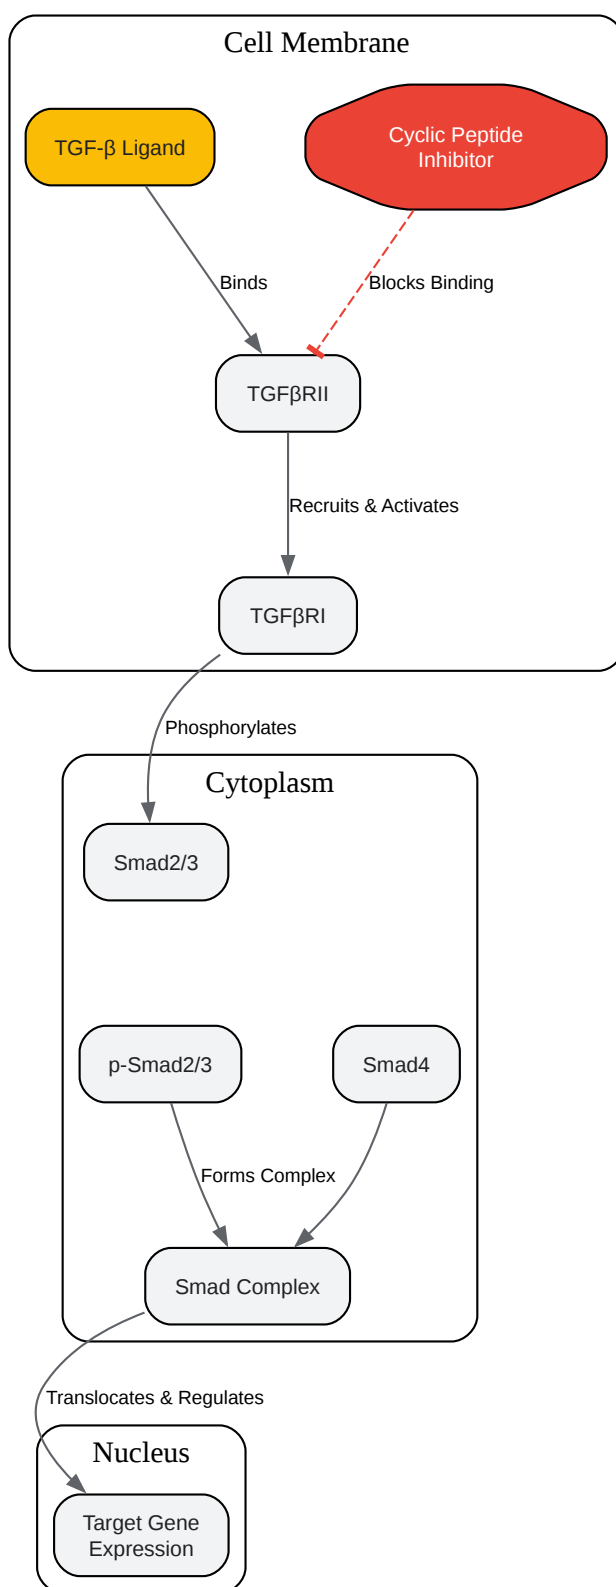 Cell Membrane
TGF-β Ligand
Cyclic Peptide
Inhibitor
Binds
Blocks Binding
TGFβRII
Recruits & Activates
TGFβRI
Phosphorylates
Cytoplasm
Smad2/3
p-Smad2/3
Smad4
Forms Complex
Smad Complex
Translocates & Regulates
Nucleus
Target Gene
Expression